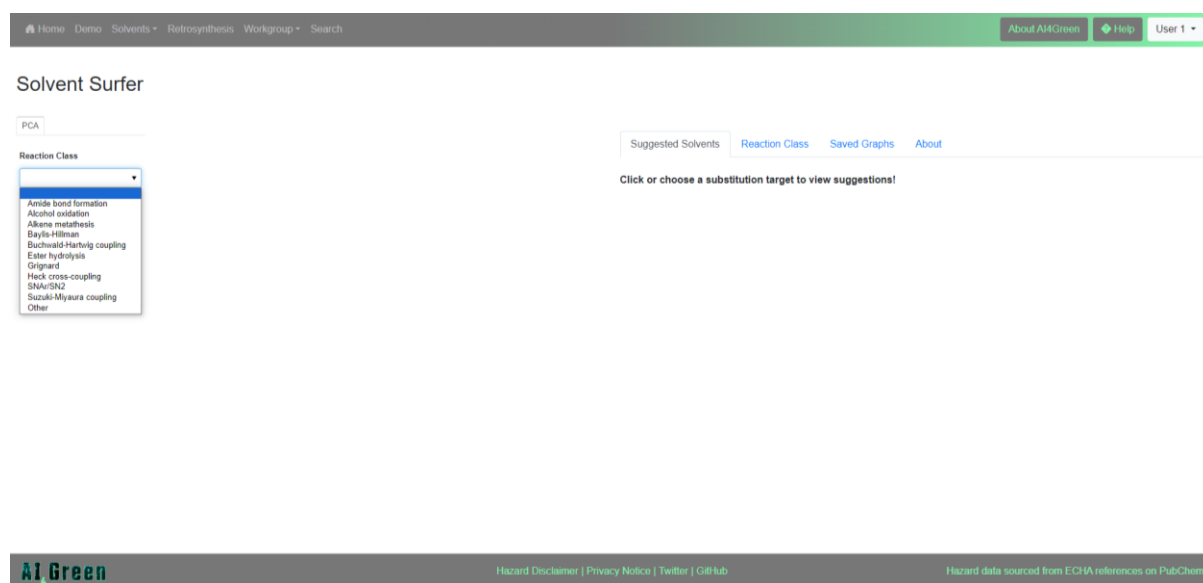 Home Demo Solvents Retrosynthesis Workgroup Search About AI4Green Help User 1
Solvent Surfer
PCA
Suggested Solvents Reaction Class Saved Graphs About
Reaction Class
Click or choose a substitution target to view suggestions!
Amide bond formation
Alcohol oxidation
Alkene metathesis
Baylis-Hillman
Buchwald-Hartwig coupling
Ester hydrolysis
Grignard
Heck cross-coupling
SNAr/SN2
Suzuki-Miyaura coupling
Other
AI4Green Hazard Disclaimer | Privacy Notice | Twitter | GitHub Hazard data sourced from ECHA references on PubChem